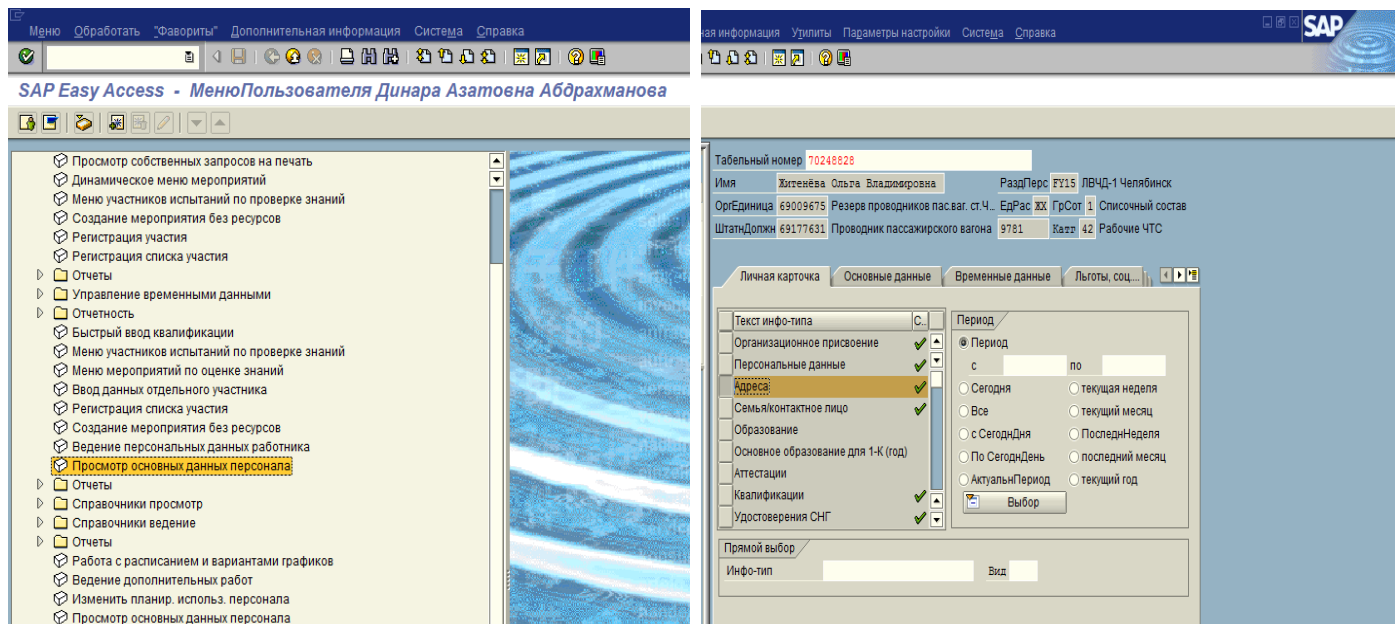 Меню Обработать "Фавориты" Дополнительная информация Система Справка
SAP Easy Access - МенюПользователя Динара Азатовна Абдрахманова
Просмотр собственных запросов на печать
Динамическое меню мероприятий
Меню участников испытаний по проверке знаний
Создание мероприятия без ресурсов
Регистрация участия
Регистрация списка участия
Отчеты
Управление временными данными
Отчетность
Быстрый ввод квалификации
Меню участников испытаний по проверке знаний
Меню мероприятий по оценке знаний
Ввод данных отдельного участника
Регистрация списка участия
Создание мероприятия без ресурсов
Ведение персональных данных работника
Просмотр основных данных персонала
Отчеты
Справочники просмотр
Справочники ведение
Отчеты
Работа с расписанием и вариантами графиков
Ведение дополнительных работ
Изменить планир. использ. персонала
Просмотр основных данных персонала
ная информация Утилиты Параметры настройки Система Справка
SAP
Табельный номер 70248828
Имя Житенёва Ольга Владимировна РаздПерс FY15 ЛВЧД-1 Челябинск
ОргЕдиница 69009675 Резерв проводников пас.ваг. ст.Ч... ЕдРас ЖХ ГрСот 1 Списочный состав
ШтатнДолжн 69177631 Проводник пассажирского вагона 9781 Катг 42 Рабочие ЧТС
Личная карточка Основные данные Временные данные Льготы, соц....
Текст инфо-типа С..
Организационное присвоение
Персональные данные
Адреса
Семья/контактное лицо
Образование
Основное образование для 1-К (год)
Аттестации
Квалификации
Удостоверения СНГ
Период
Период
с по
Сегодня текущая неделя
Все текущий месяц
с СегоднДня ПоследнНеделя
По СегоднДень последний месяц
АктуальнПериод текущий год
Выбор
Прямой выбор
Инфо-тип Вид